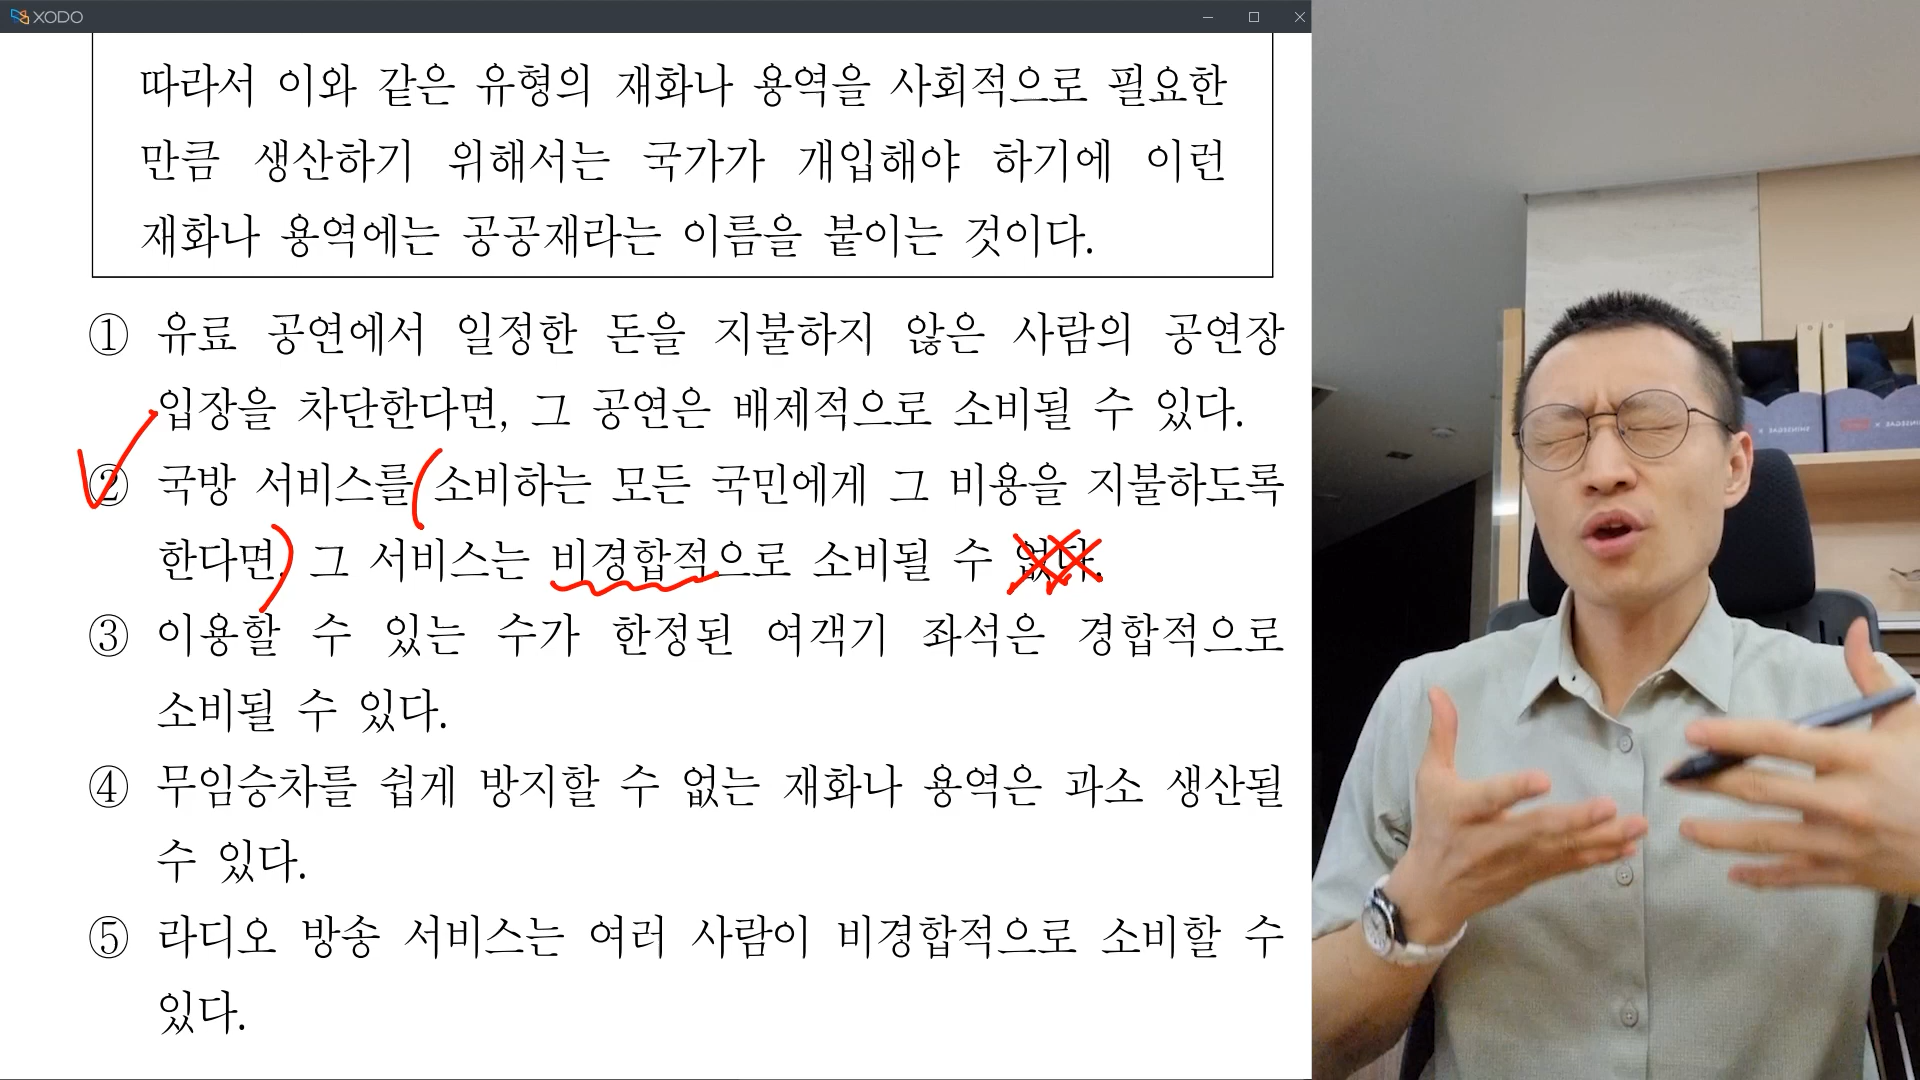 XODO
따라서 이와 같은 유형의 재화나 용역을 사회적으로 필요한
만큼 생산하기 위해서는 국가가 개입해야 하기에 이런
재화나 용역에는 공공재라는 이름을 붙이는 것이다.
① 유료 공연에서 일정한 돈을 지불하지 않은 사람의 공연장
입장을 차단한다면, 그 공연은 배제적으로 소비될 수 있다.
② 국방 서비스를 소비하는 모든 국민에게 그 비용을 지불하도록
한다면, 그 서비스는 비경합적으로 소비될 수 없다.
③ 이용할 수 있는 수가 한정된 여객기 좌석은 경합적으로
소비될 수 있다.
④ 무임승차를 쉽게 방지할 수 없는 재화나 용역은 과소 생산될
수 있다.
⑤ 라디오 방송 서비스는 여러 사람이 비경합적으로 소비할 수
있다.